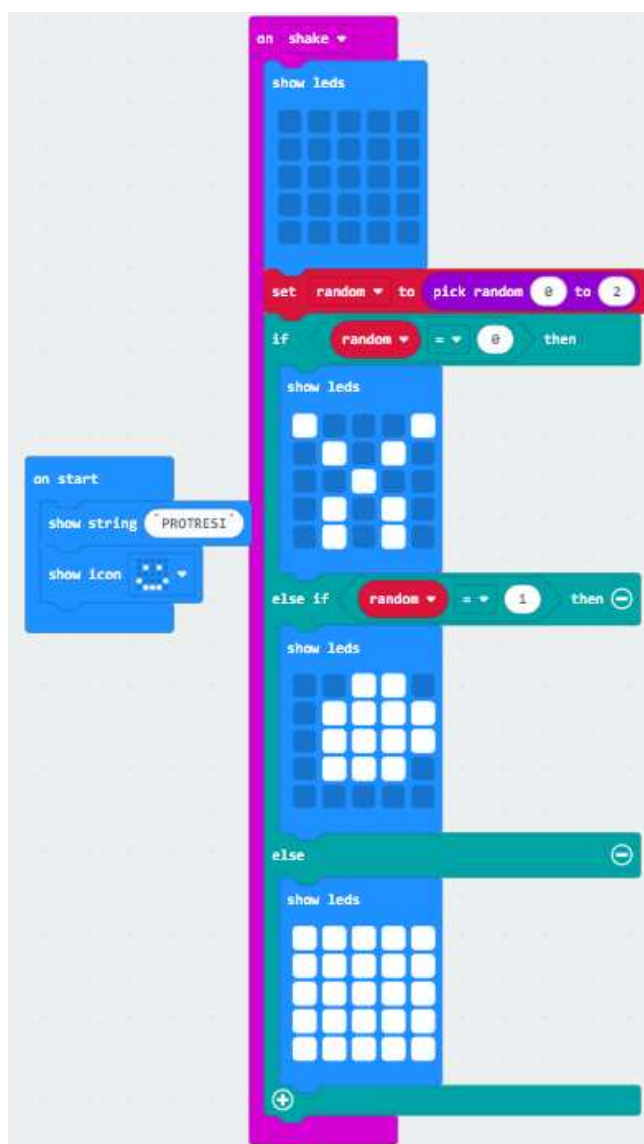 on shake
show leds
set random to pick random 0 to 2
if random = 0 then
show leds
on start
show string "PROTRESI"
show icon
else if random = 1 then
show leds
else
show leds